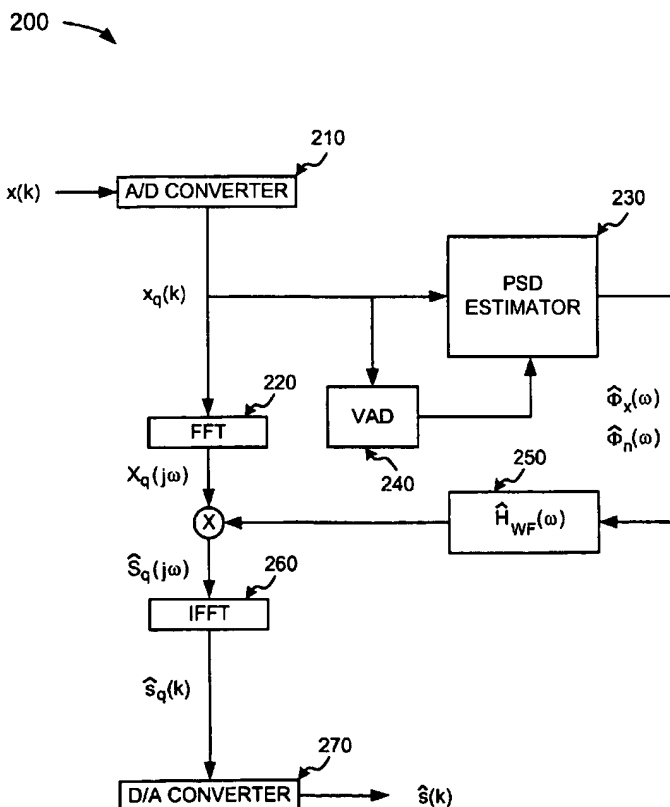 200
210
x(k)
A/D CONVERTER
230
x_q(k)
PSD
ESTIMATOR
220
VAD
FFT
240
Φ̂_x(ω)
Φ̂_n(ω)
X_q(jω)
250
X
Ĥ_WF(ω)
Ŝ_q(jω)
260
IFFT
ŝ_q(k)
270
D/A CONVERTER
ŝ(k)